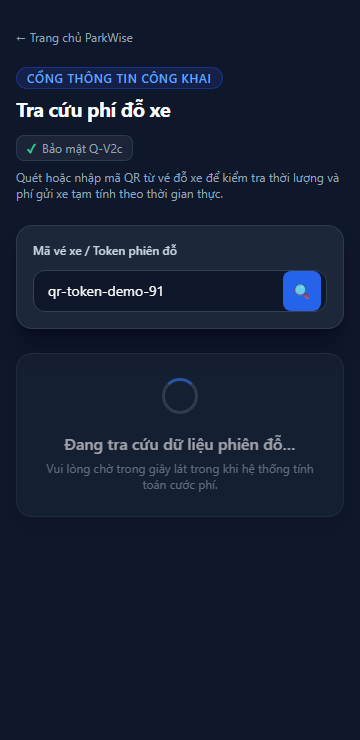 ← Trang chủ ParkWise
CỔNG THÔNG TIN CÔNG KHAI
Tra cứu phí đỗ xe
✓ Bảo mật Q-V2c
Quét hoặc nhập mã QR từ vé đỗ xe để kiểm tra thời lượng và
phí gửi xe tạm tính theo thời gian thực.
Mã vé xe / Token phiên đỗ
qr-token-demo-91
Đang tra cứu dữ liệu phiên đỗ...
Vui lòng chờ trong giây lát trong khi hệ thống tính
toán cước phí.